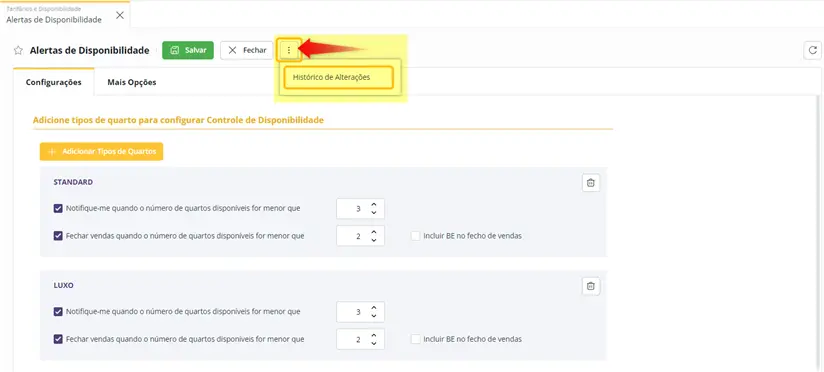 Tarifários e Disponibilidade
Alertas de Disponibilidade
Alertas de Disponibilidade
Salvar
Fechar
Histórico de Alterações
Configurações
Mais Opções
Adicione tipos de quarto para configurar Controle de Disponibilidade
Adicionar Tipos de Quartos
STANDARD
Notifique-me quando o número de quartos disponíveis for menor que 3
Fechar vendas quando o número de quartos disponíveis for menor que 2 Incluir BE no fecho de vendas
LUXO
Notifique-me quando o número de quartos disponíveis for menor que 3
Fechar vendas quando o número de quartos disponíveis for menor que 2 Incluir BE no fecho de vendas